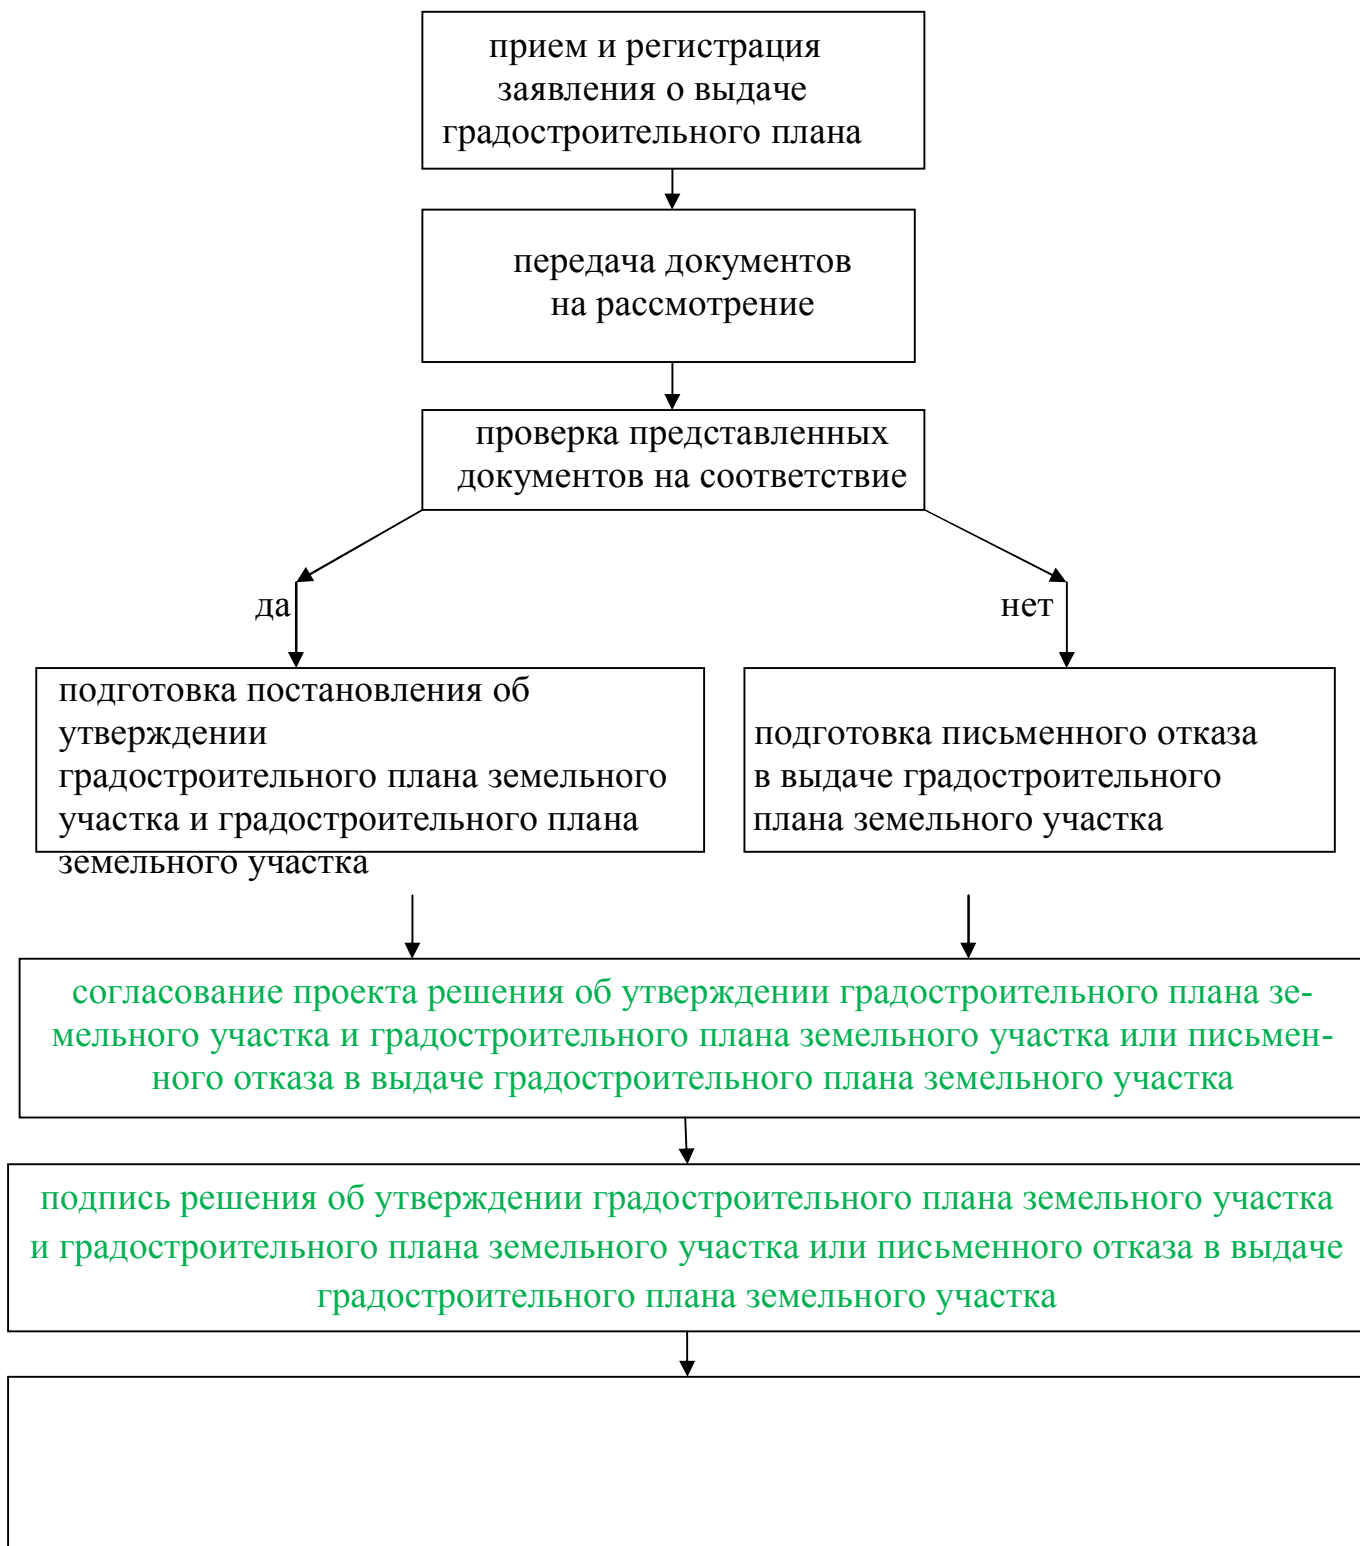 прием и регистрация
заявления о выдаче
градостроительного плана
передача документов
на рассмотрение
проверка представленных
документов на соответствие
да
нет
подготовка постановления об
утверждении
градостроительного плана земельного
участка и градостроительного плана
земельного участка
подготовка письменного отказа
в выдаче градостроительного
плана земельного участка
согласование проекта решения об утверждении градостроительного плана зе-
мельного участка и градостроительного плана земельного участка или письмен-
ного отказа в выдаче градостроительного плана земельного участка
подпись решения об утверждении градостроительного плана земельного участка
и градостроительного плана земельного участка или письменного отказа в выдаче
градостроительного плана земельного участка